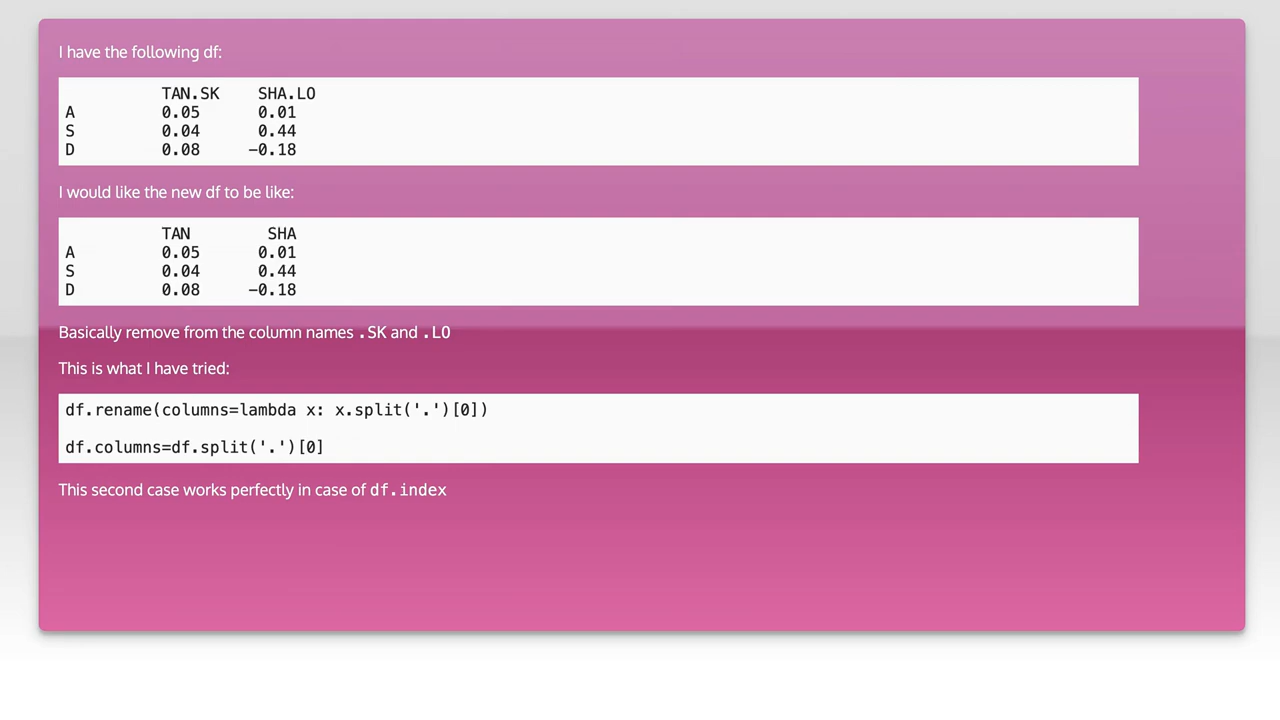 I have the following df:
TAN.SK SHA.LO
A 0.05 0.01
S 0.04 0.44
D 0.08 -0.18
I would like the new df to be like:
TAN SHA
A 0.05 0.01
S 0.04 0.44
D 0.08 -0.18
Basically remove from the column names .SK and .LO
This is what I have tried:
df.rename(columns=lambda x: x.split('.')[0])
df.columns=df.split('.')[0]
This second case works perfectly in case of df.index